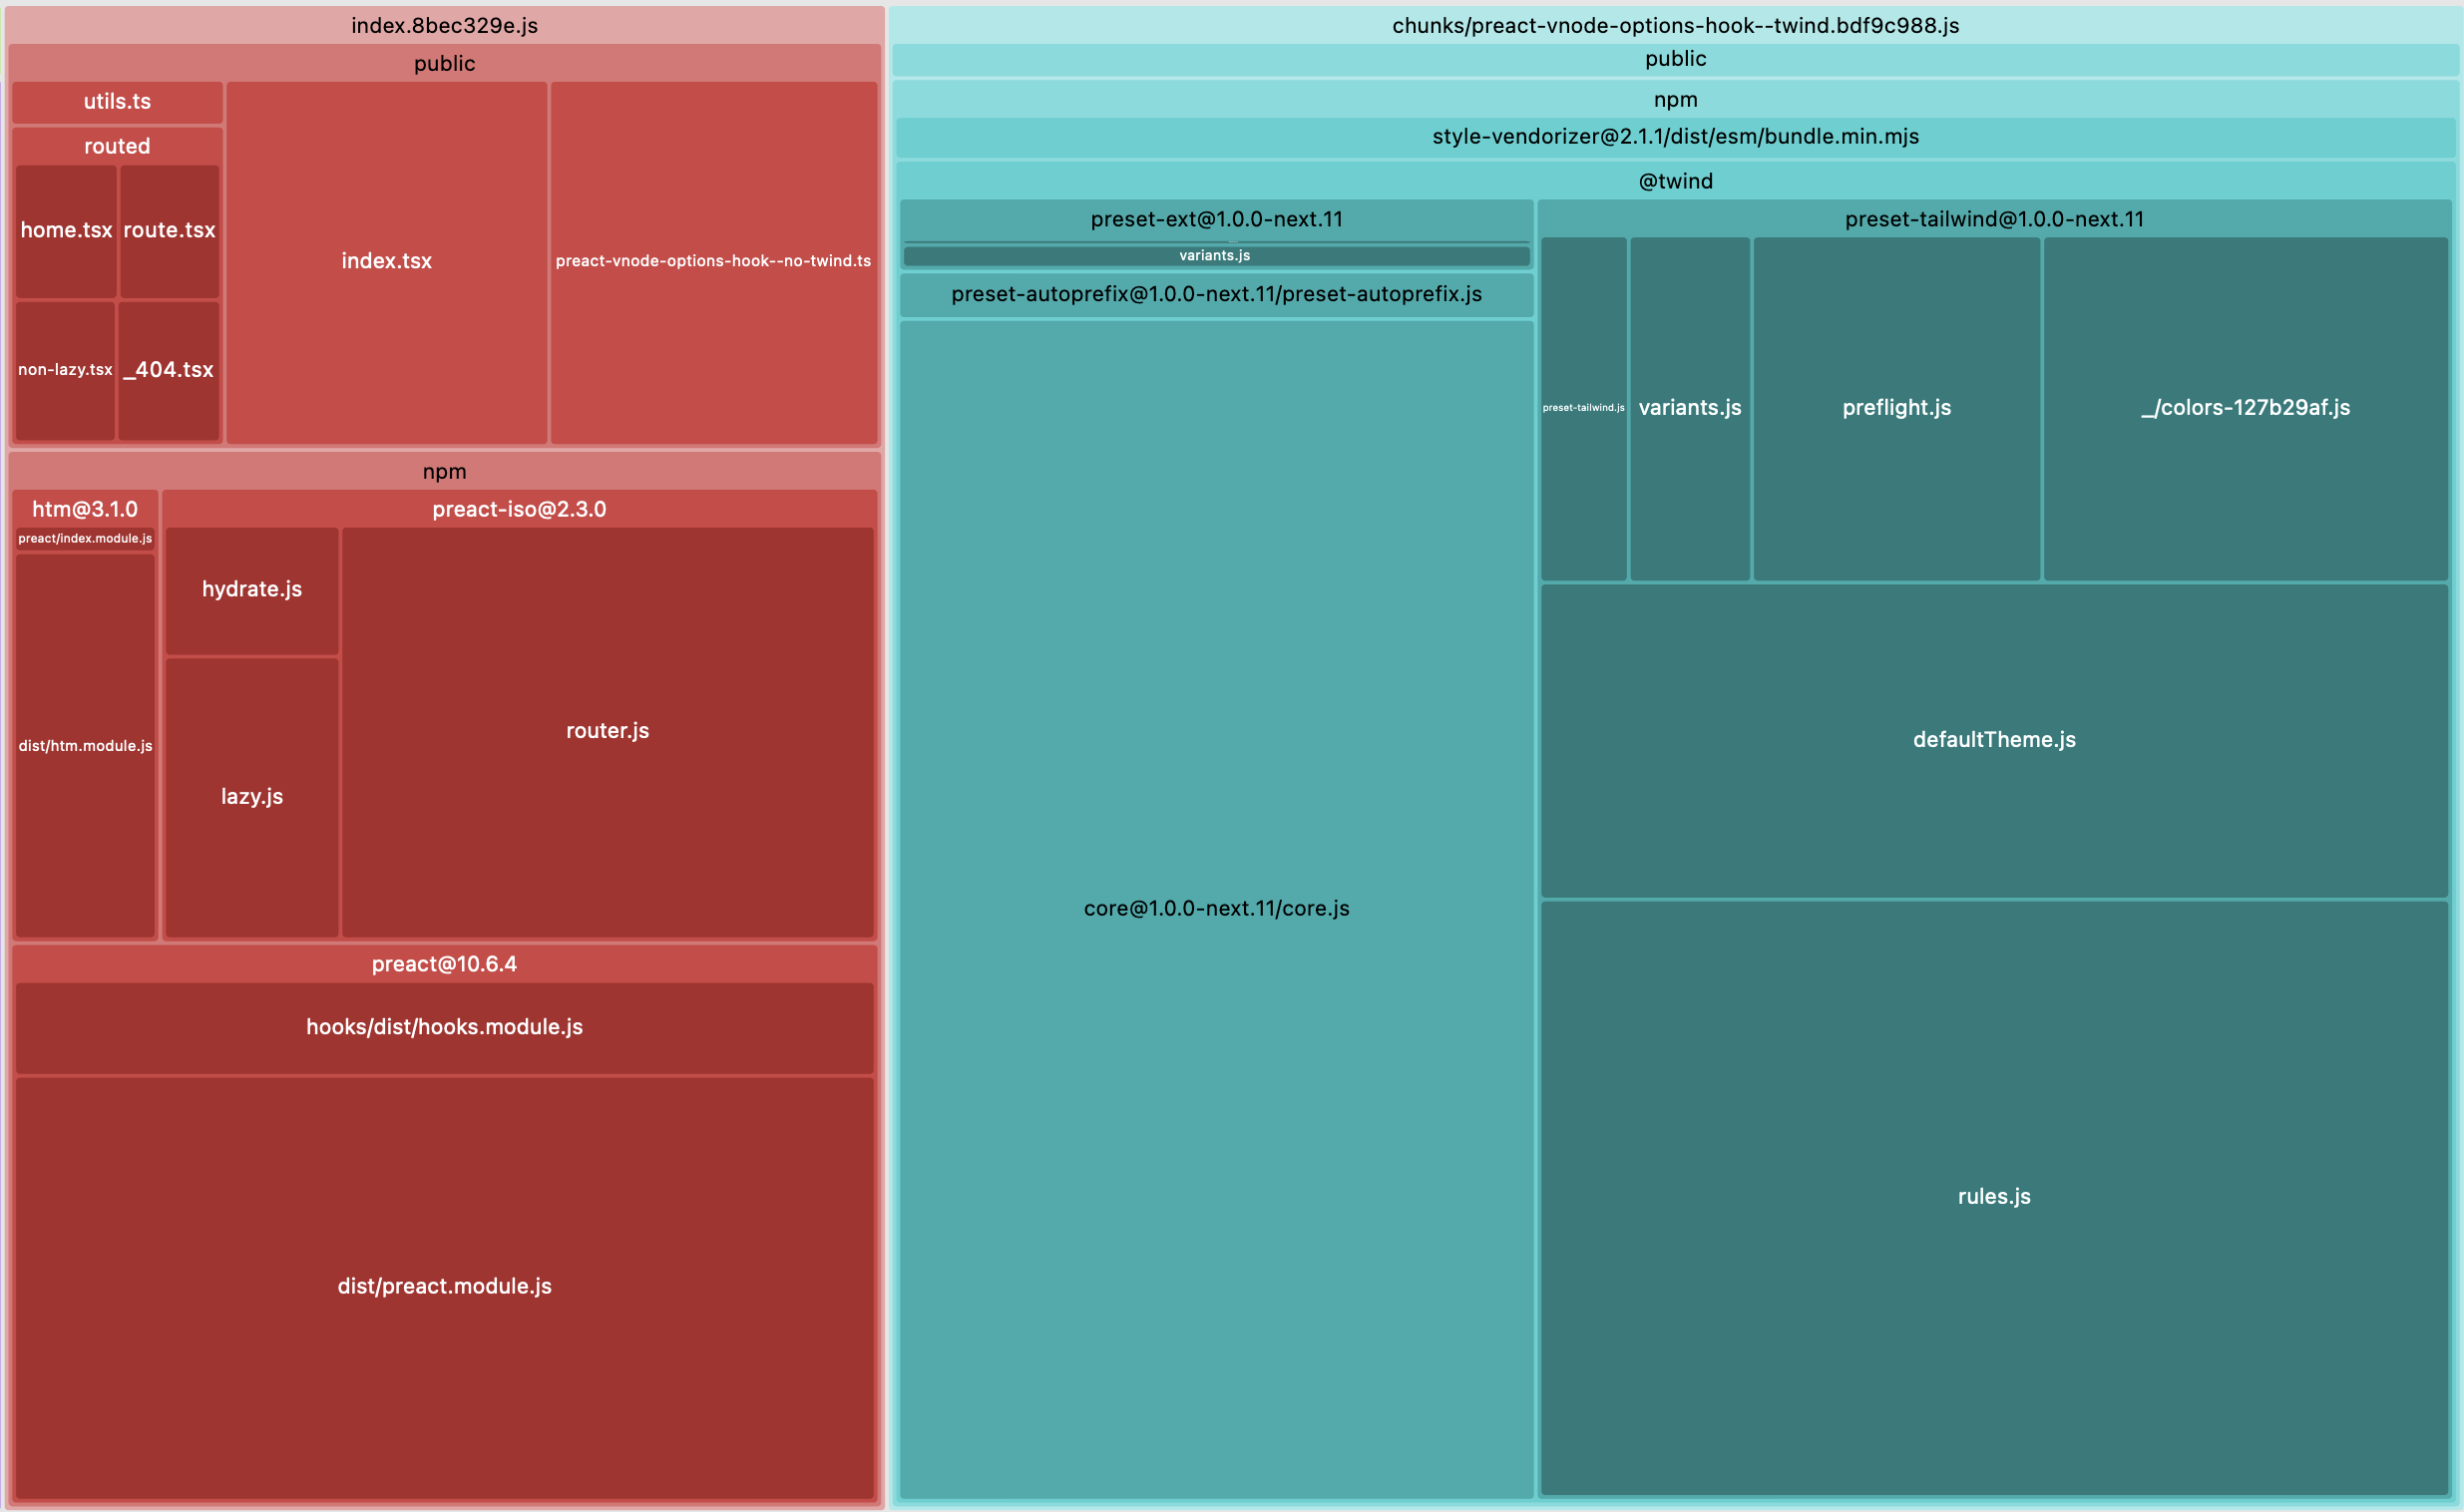 index.8bec329e.js
public
utils.ts
routed
home.tsx
route.tsx
non-lazy.tsx
_404.tsx
index.tsx
preact-vnode-options-hook--no-twind.ts
npm
htm@3.1.0
preact/index.module.js
dist/htm.module.js
preact-iso@2.3.0
hydrate.js
lazy.js
router.js
preact@10.6.4
hooks/dist/hooks.module.js
dist/preact.module.js
chunks/preact-vnode-options-hook--twind.bdf9c988.js
public
npm
style-vendorizer@2.1.1/dist/esm/bundle.min.mjs
@twind
preset-ext@1.0.0-next.11
variants.js
preset-autoprefix@1.0.0-next.11/preset-autoprefix.js
core@1.0.0-next.11/core.js
preset-tailwind@1.0.0-next.11
preset-tailwind.js
variants.js
preflight.js
_/colors-127b29af.js
defaultTheme.js
rules.js